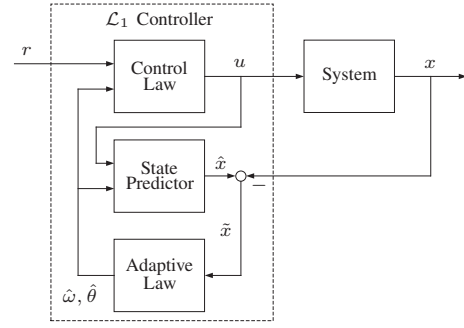 ℒ₁ Controller
r
Control
Law
u
System
x
State
Predictor
x̂
−
x̃
Adaptive
Law
ω̂, θ̂